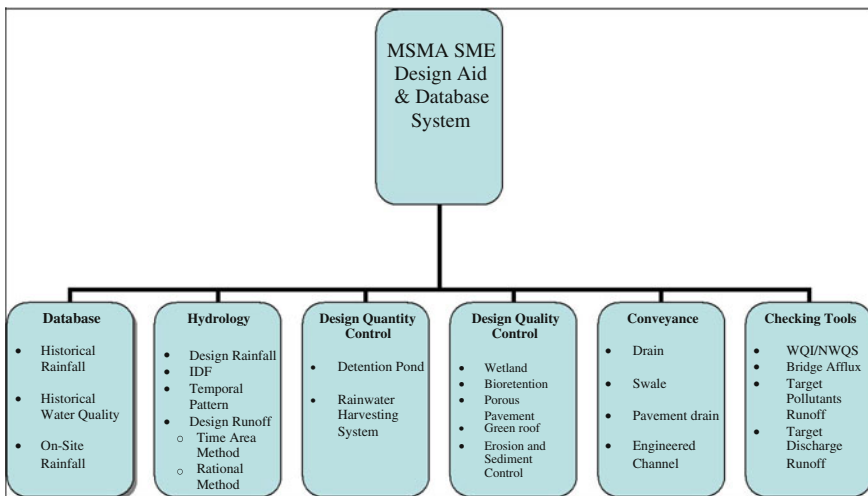 MSMA SME
Design Aid
& Database
System
Database
• Historical
Rainfall
• Historical
Water Quality
• On-Site
Rainfall
Hydrology
• Design Rainfall
• IDF
• Temporal
Pattern
• Design Runoff
o Time Area
Method
o Rational
Method
Design Quantity
Control
• Detention Pond
• Rainwater
Harvesting
System
Design Quality
Control
• Wetland
• Bioretention
• Porous
Pavement
• Green roof
• Erosion and
Sediment
Control
Conveyance
• Drain
• Swale
• Pavement drain
• Engineered
Channel
Checking Tools
• WQI/NWQS
• Bridge Afflux
• Target
Pollutants
Runoff
• Target
Discharge
Runoff